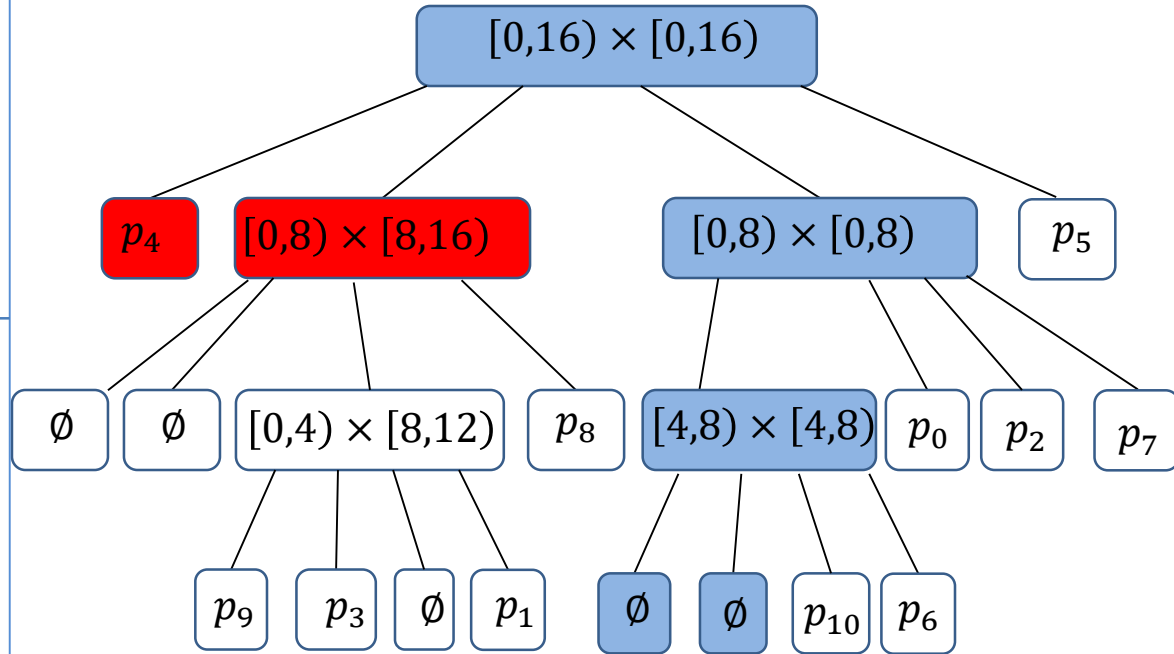 [0,16) × [0,16)
p₄ [0,8) × [8,16) [0,8) × [0,8) p₅
∅ ∅ [0,4) × [8,12) p₈ [4,8) × [4,8) p₀ p₂ p₇
p₉ p₃ ∅ p₁ ∅ ∅ p₁₀ p₆